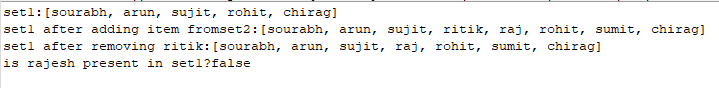 set1:[sourabh, arun, sujit, rohit, chirag]
set1 after adding item fromset2:[sourabh, arun, sujit, ritik, raj, rohit, sumit, chirag]
set1 after removing ritik:[sourabh, arun, sujit, raj, rohit, sumit, chirag]
is rajesh present in set1?false